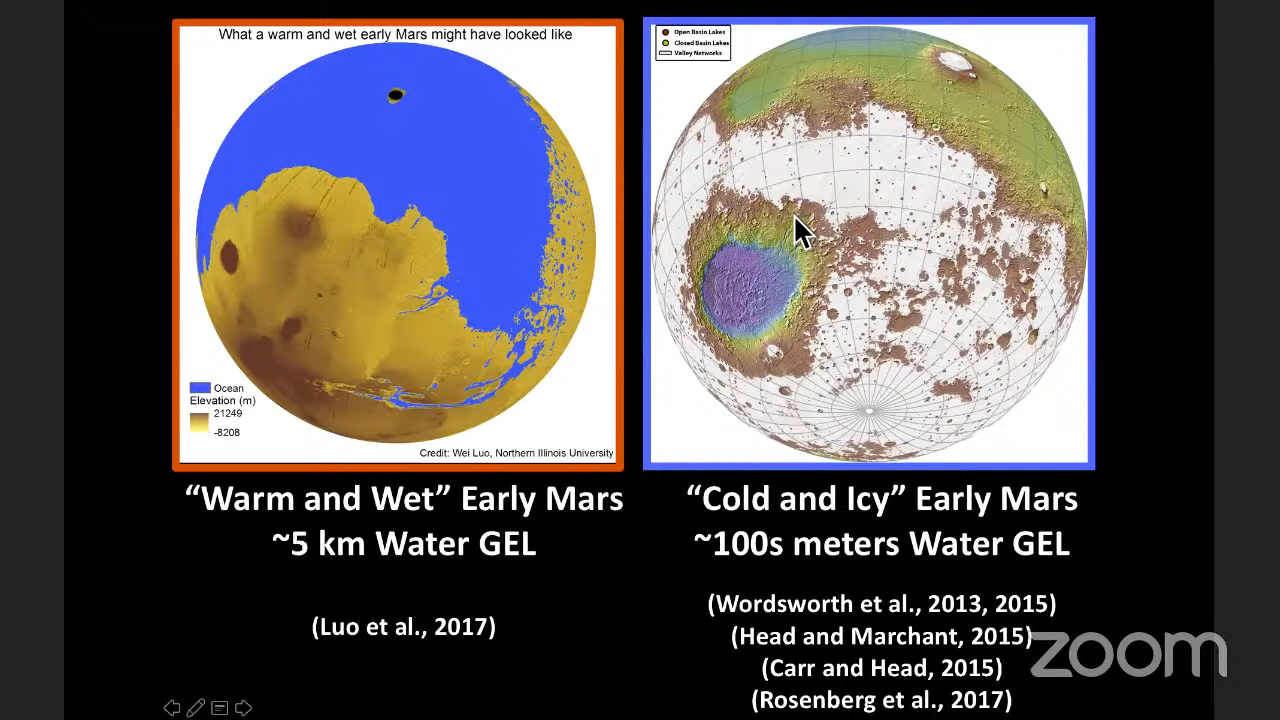 What a warm and wet early Mars might have looked like
Ocean
Elevation (m)
21249
-8208
Credit: Wei Luo, Northern Illinois University
Open Basin Lakes
Closed Basin Lakes
Valley Networks
“Warm and Wet” Early Mars
~5 km Water GEL
(Luo et al., 2017)
“Cold and Icy” Early Mars
~100s meters Water GEL
(Wordsworth et al., 2013, 2015)
(Head and Marchant, 2015)
(Carr and Head, 2015)
(Rosenberg et al., 2017)
zoom